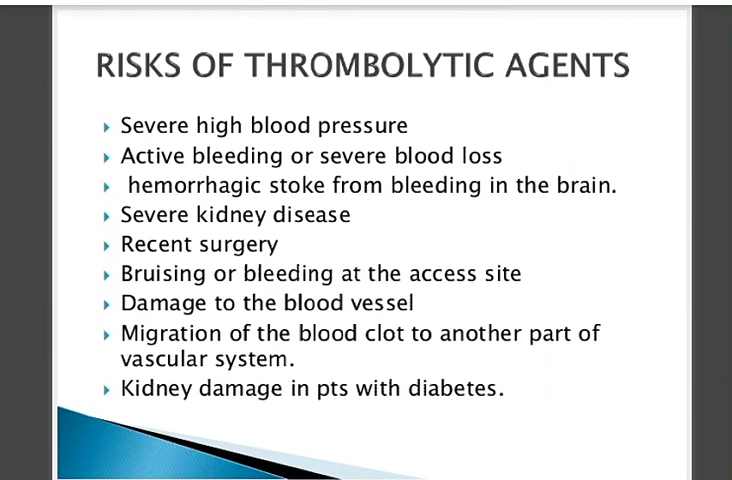 RISKS OF THROMBOLYTIC AGENTS
Severe high blood pressure
Active bleeding or severe blood loss
hemorrhagic stoke from bleeding in the brain.
Severe kidney disease
Recent surgery
Bruising or bleeding at the access site
Damage to the blood vessel
Migration of the blood clot to another part of
vascular system.
Kidney damage in pts with diabetes.